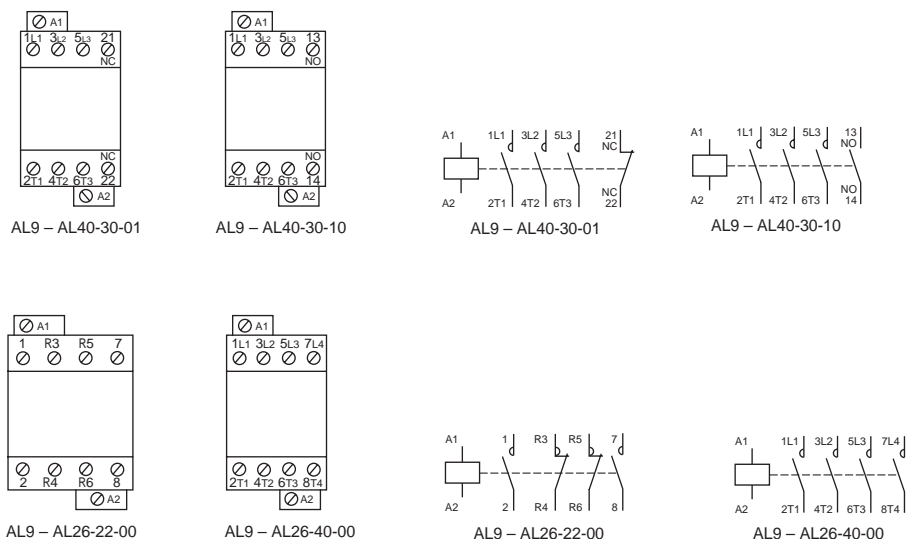 A1
1L1 3L2 5L3 21
NC
NC
2T1 4T2 6T3 22
A2
AL9 – AL40-30-01
A1
1L1 3L2 5L3 13
NO
NO
2T1 4T2 6T3 14
A2
AL9 – AL40-30-10
A1 1L1 3L2 5L3 21
NC
NC
A2 2T1 4T2 6T3 22
AL9 – AL40-30-01
A1 1L1 3L2 5L3 13
NO
NO
A2 2T1 4T2 6T3 14
AL9 – AL40-30-10
A1
1 R3 R5 7
2 R4 R6 8
A2
AL9 – AL26-22-00
A1
1L1 3L2 5L3 7L4
2T1 4T2 6T3 8T4
A2
AL9 – AL26-40-00
A1 1 R3 R5 7
A2 2 R4 R6 8
AL9 – AL26-22-00
A1 1L1 3L2 5L3 7L4
A2 2T1 4T2 6T3 8T4
AL9 – AL26-40-00